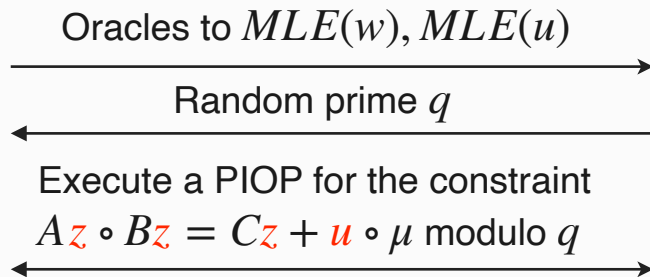 Oracles to MLE(w), MLE(u)
Random prime q
Execute a PIOP for the constraint
Az ∘ Bz = Cz + u ∘ μ modulo q